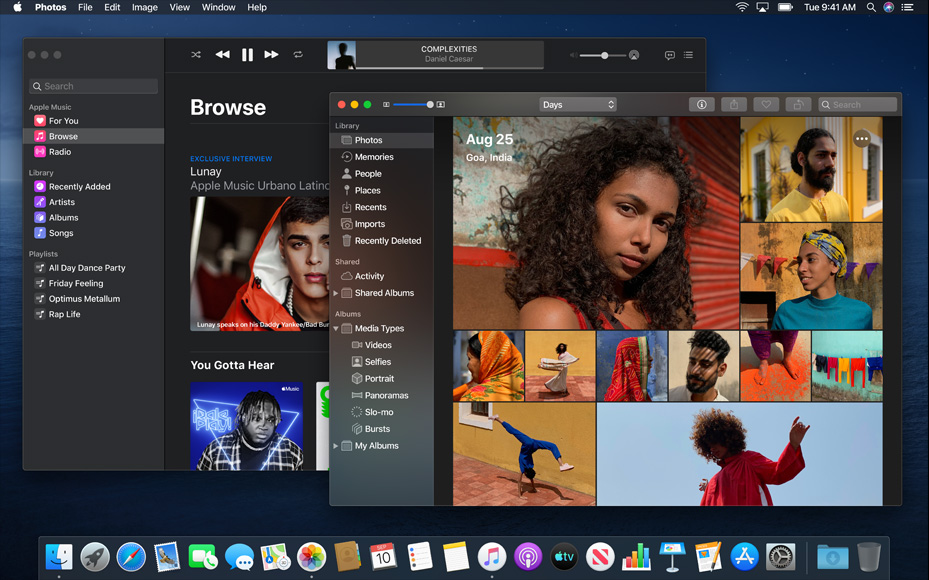 Photos File Edit Image View Window Help
Tue 9:41 AM
COMPLEXITIES
Daniel Caesar
Search
Apple Music
For You
Browse
Radio
Library
Recently Added
Artists
Albums
Songs
Playlists
All Day Dance Party
Friday Feeling
Optimus Metallum
Rap Life
Browse
EXCLUSIVE INTERVIEW
Lunay
Apple Music Urbano Latino
Lunay speaks on his Daddy Yankee/Bad Bun
You Gotta Hear
Music
Days
Search
Library
Photos
Memories
People
Places
Recents
Imports
Recently Deleted
Shared
Activity
Shared Albums
Albums
Media Types
Videos
Selfies
Portrait
Panoramas
Slo-mo
Bursts
My Albums
Aug 25
Goa, India
SEP
10
tv